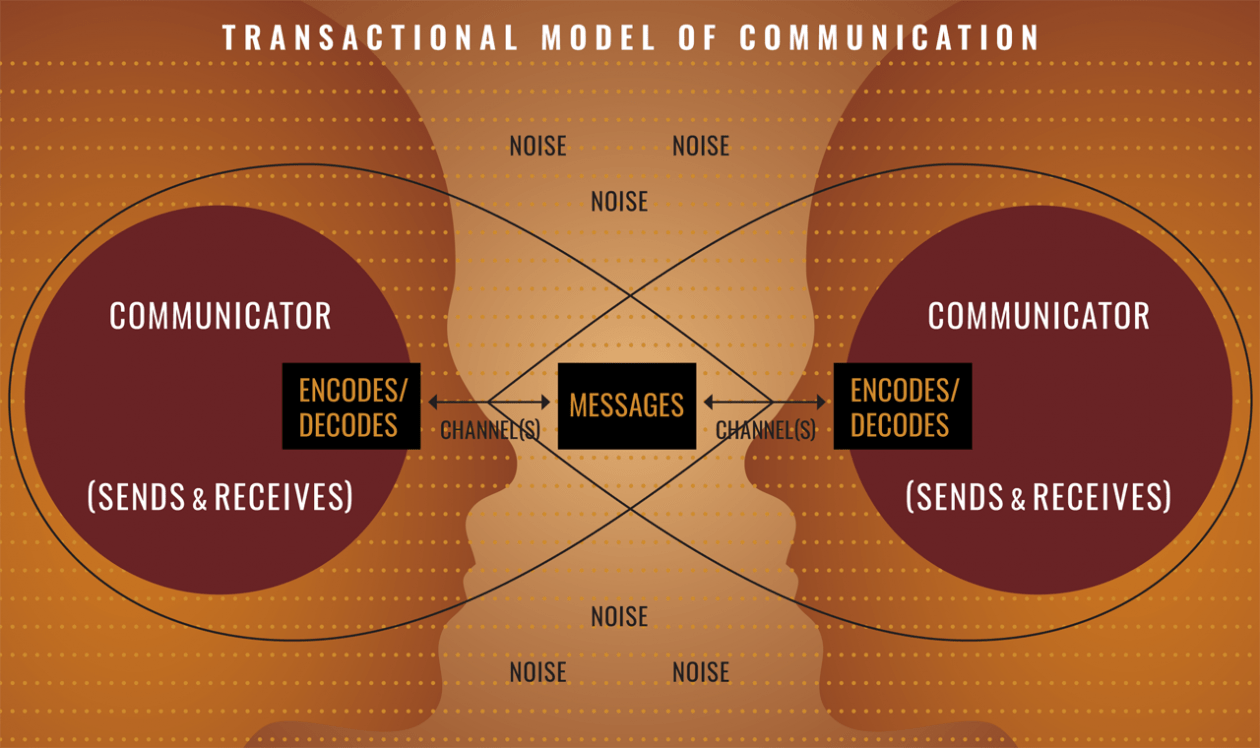 TRANSACTIONAL MODEL OF COMMUNICATION
NOISE NOISE
NOISE
COMMUNICATOR
(SENDS & RECEIVES)
ENCODES/
DECODES
CHANNEL(S)
MESSAGES
CHANNEL(S)
ENCODES/
DECODES
COMMUNICATOR
(SENDS & RECEIVES)
NOISE
NOISE NOISE